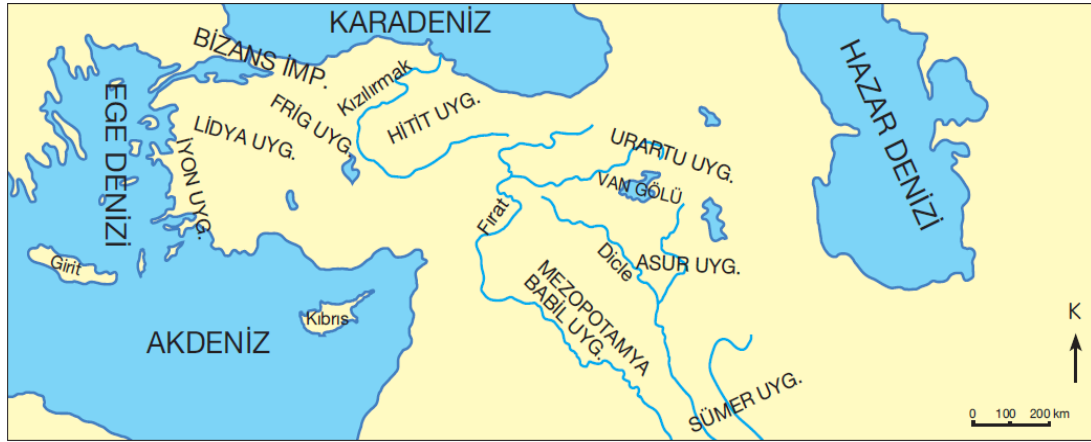 KARADENİZ
BİZANS İMP.
HAZAR DENİZİ
EGE DENİZİ
Kızılırmak
FRİG UYG.
HİTİT UYG.
LİDYA UYG.
İYON UYG.
URARTU UYG.
VAN GÖLÜ
Fırat
Dicle
ASUR UYG.
Girit
MEZOPOTAMYA
BABİL UYG.
Kıbrıs
AKDENİZ
K
SÜMER UYG.
0 100 200 km